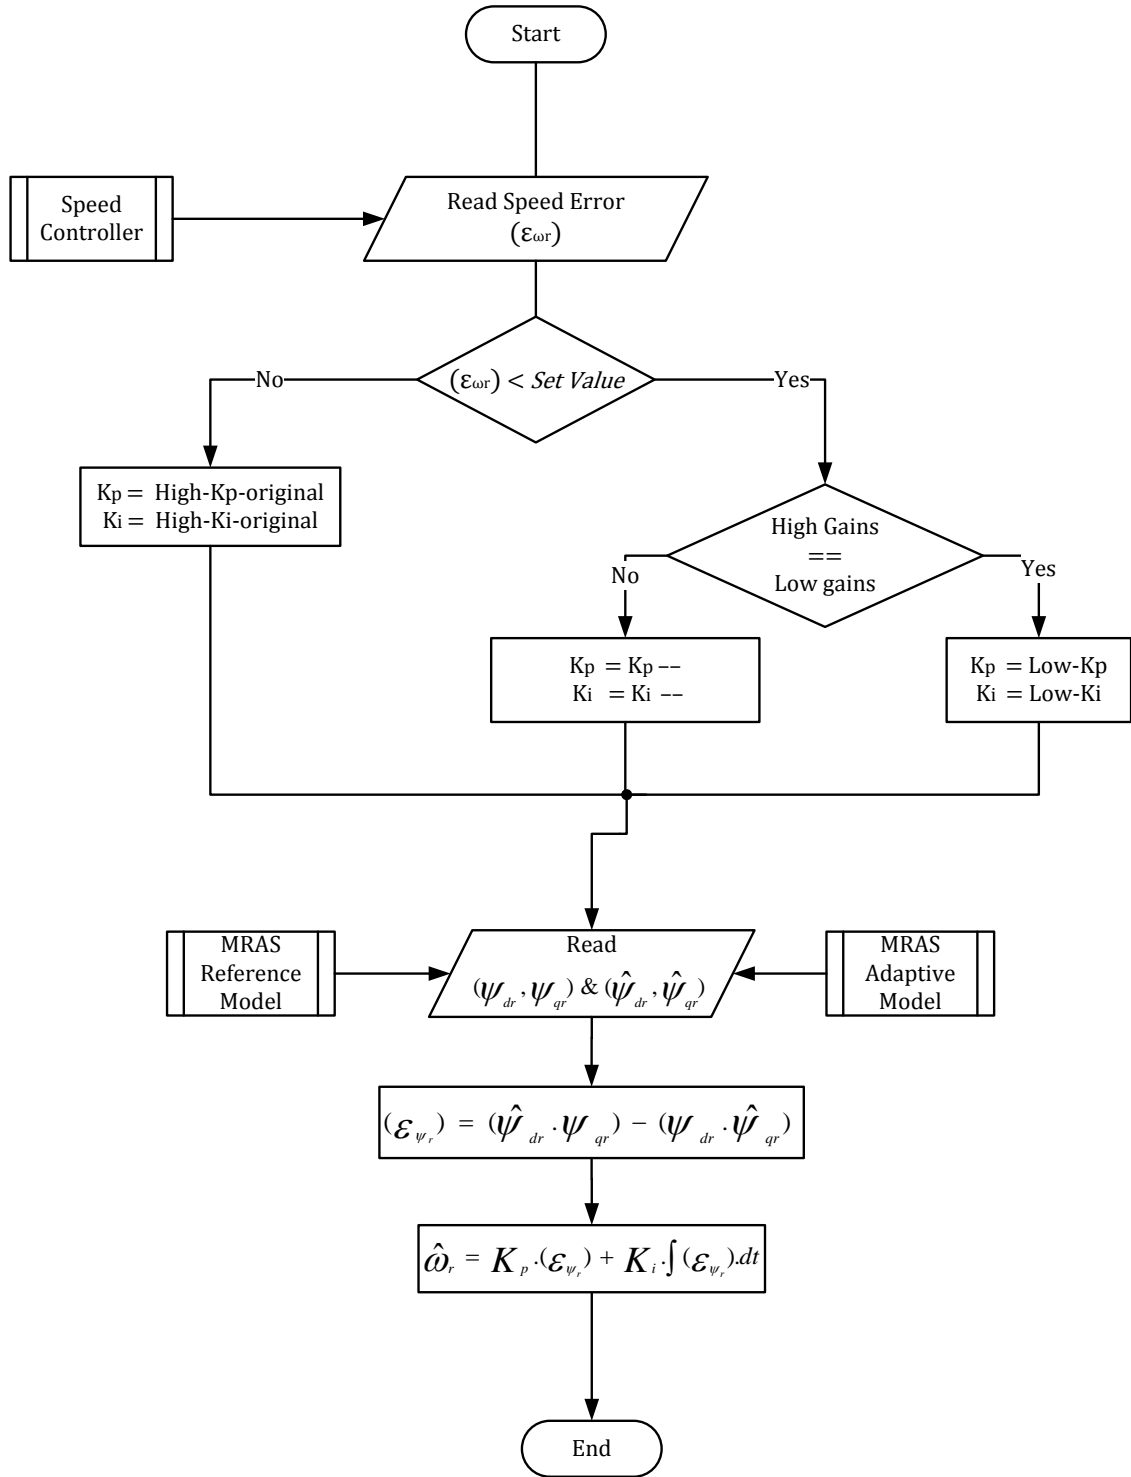 Start
Speed
Controller
Read Speed Error
(εωr)
(εωr) < Set Value
No
Yes
Kp = High-Kp-original
Ki = High-Ki-original
High Gains
==
Low gains
No
Yes
Kp = Kp --
Ki = Ki --
Kp = Low-Kp
Ki = Low-Ki
MRAS
Reference
Model
Read
(ψdr, ψqr) & (ψ̂dr, ψ̂qr)
MRAS
Adaptive
Model
(εψr) = (ψ̂dr . ψqr) − (ψdr . ψ̂qr)
ω̂r = Kp .(εψr) + Ki .∫ (εψr).dt
End